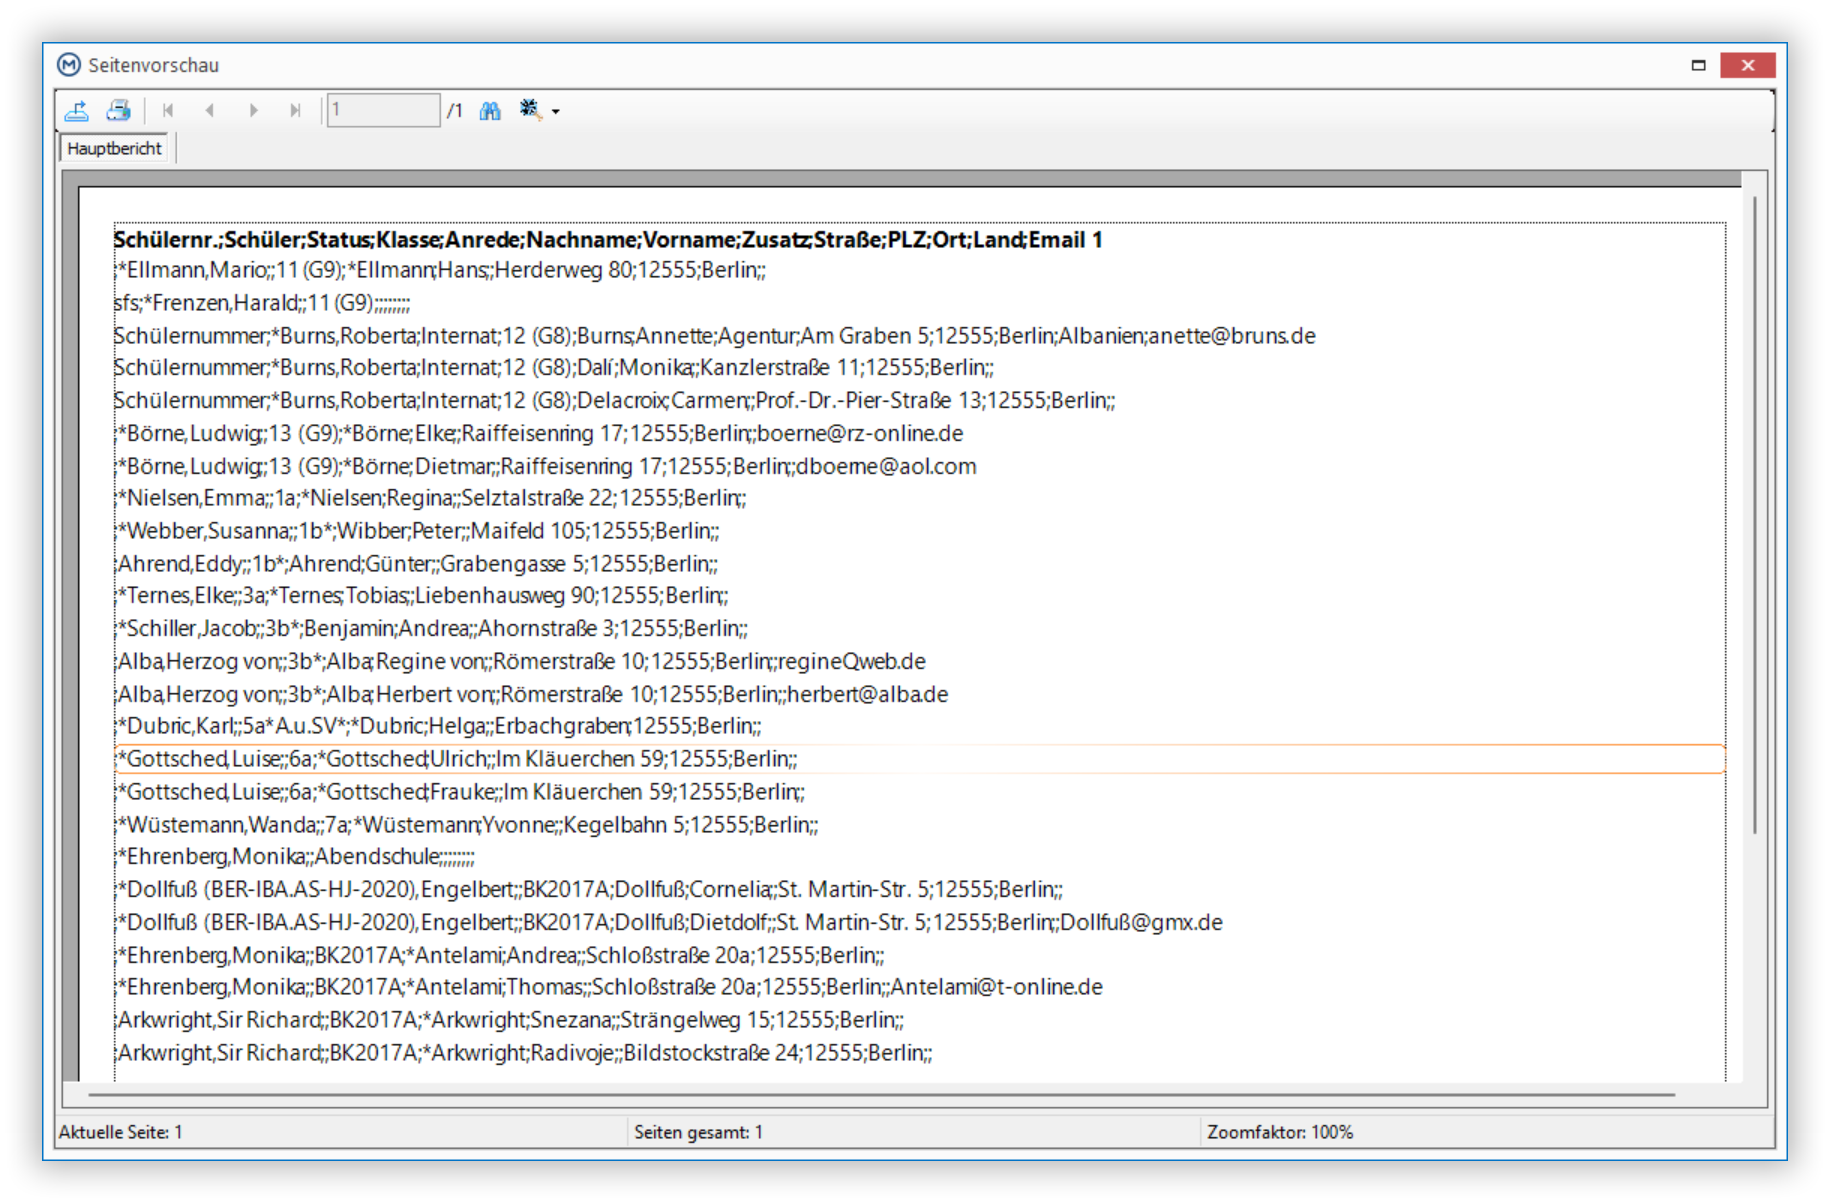 Seitenvorschau
1 /1
Hauptbericht
Schülernr.;Schüler;Status;Klasse;Anrede;Nachname;Vorname;Zusatz;Straße;PLZ;Ort;Land;Email 1
;*Ellmann,Mario;;11 (G9);*Ellmann;Hans;;Herderweg 80;12555;Berlin;;
sfs;*Frenzen,Harald;;11 (G9);;;;;;;;
Schülernummer;*Burns,Roberta;Internat;12 (G8);Burns;Annette;Agentur;Am Graben 5;12555;Berlin;Albanien;anette@bruns.de
Schülernummer;*Burns,Roberta;Internat;12 (G8);Dalí;Monika;;Kanzlerstraße 11;12555;Berlin;;
Schülernummer;*Burns,Roberta;Internat;12 (G8);Delacroix;Carmen;;Prof.-Dr.-Pier-Straße 13;12555;Berlin;;
;*Börne,Ludwig;;13 (G9);*Börne;Elke;;Raiffeisenring 17;12555;Berlin;;boerne@rz-online.de
;*Börne,Ludwig;;13 (G9);*Börne;Dietmar;;Raiffeisenring 17;12555;Berlin;;dboerne@aol.com
;*Nielsen,Emma;;1a;*Nielsen;Regina;;Selztalstraße 22;12555;Berlin;;
;*Webber,Susanna;;1b*;Wibber;Peter;;Maifeld 105;12555;Berlin;;
;Ahrend,Eddy;;1b*;Ahrend;Günter;;Grabengasse 5;12555;Berlin;;
;*Ternes,Elke;;3a;*Ternes;Tobias;;Liebenhausweg 90;12555;Berlin;;
;*Schiller,Jacob;;3b*;Benjamin;Andrea;;Ahornstraße 3;12555;Berlin;;
;Alba,Herzog von;;3b*;Alba;Regine von;;Römerstraße 10;12555;Berlin;;regineQweb.de
;Alba,Herzog von;;3b*;Alba;Herbert von;;Römerstraße 10;12555;Berlin;;herbert@alba.de
;*Dubric,Karl;;5a*A.u.SV*;*Dubric;Helga;;Erbachgraben;12555;Berlin;;
;*Gottsched,Luise;;6a;*Gottsched;Ulrich;;Im Kläuerchen 59;12555;Berlin;;
;*Gottsched,Luise;;6a;*Gottsched;Frauke;;Im Kläuerchen 59;12555;Berlin;;
;*Wüstemann,Wanda;;7a;*Wüstemann;Yvonne;;Kegelbahn 5;12555;Berlin;;
;*Ehrenberg,Monika;;Abendschule;;;;;;;;
;*Dollfuß (BER-IBA.AS-HJ-2020),Engelbert;;BK2017A;Dollfuß;Cornelia;;St. Martin-Str. 5;12555;Berlin;;
;*Dollfuß (BER-IBA.AS-HJ-2020),Engelbert;;BK2017A;Dollfuß;Dietdolf;;St. Martin-Str. 5;12555;Berlin;;Dollfuß@gmx.de
;*Ehrenberg,Monika;;BK2017A;*Antelami;Andrea;;Schloßstraße 20a;12555;Berlin;;
;*Ehrenberg,Monika;;BK2017A;*Antelami;Thomas;;Schloßstraße 20a;12555;Berlin;;Antelami@t-online.de
;Arkwright,Sir Richard;;BK2017A;*Arkwright;Snezana;;Strängelweg 15;12555;Berlin;;
;Arkwright,Sir Richard;;BK2017A;*Arkwright;Radivoje;;Bildstockstraße 24;12555;Berlin;;
Aktuelle Seite: 1 Seiten gesamt: 1 Zoomfaktor: 100%